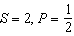 S = 2, P = 1/2